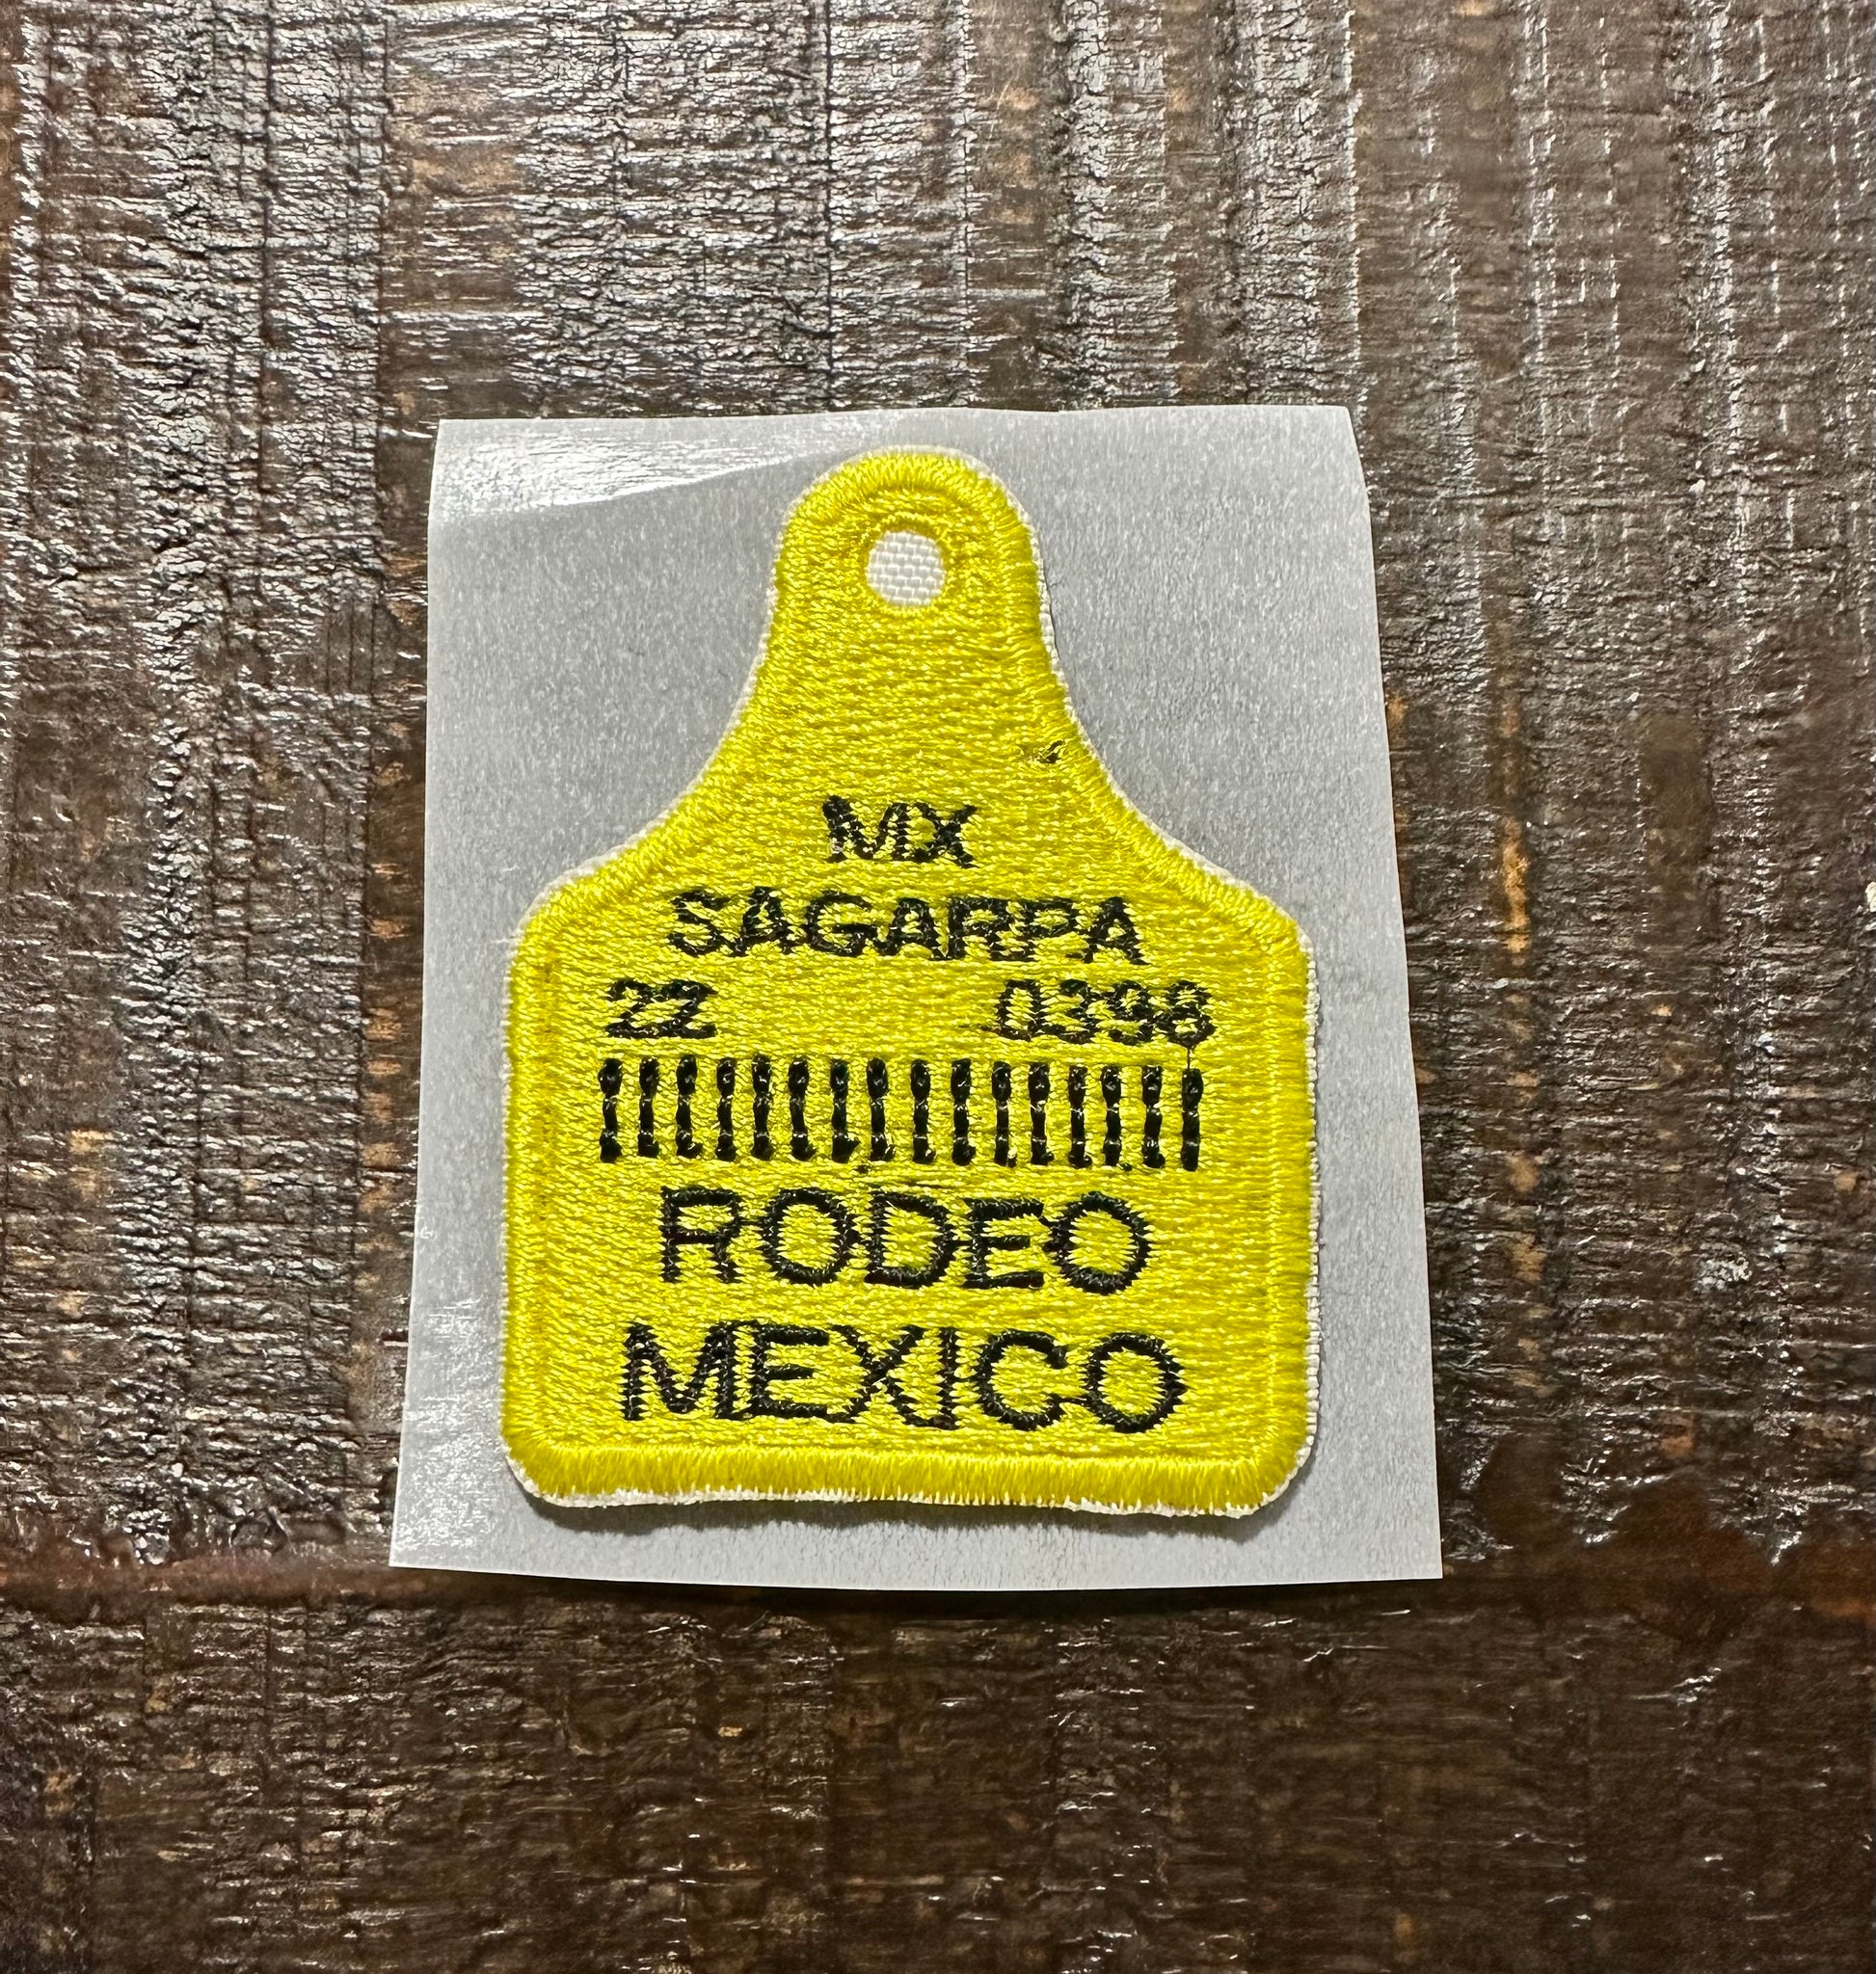 MX
SAGARPA
22 0398
RODEO
MEXICO